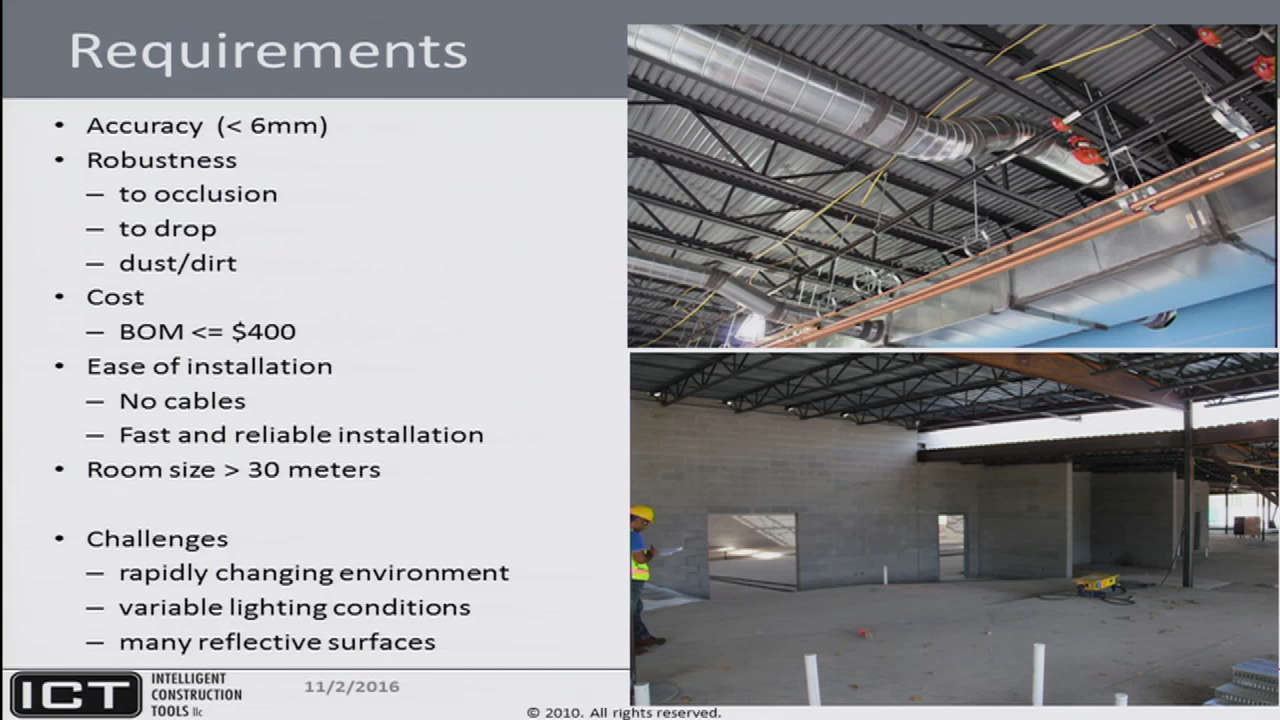 Requirements
• Accuracy (< 6mm)
• Robustness
– to occlusion
– to drop
– dust/dirt
• Cost
– BOM <= $400
• Ease of installation
– No cables
– Fast and reliable installation
• Room size > 30 meters
• Challenges
– rapidly changing environment
– variable lighting conditions
– many reflective surfaces
ICT
INTELLIGENT
CONSTRUCTION
TOOLS llc
11/2/2016
© 2010. All rights reserved.